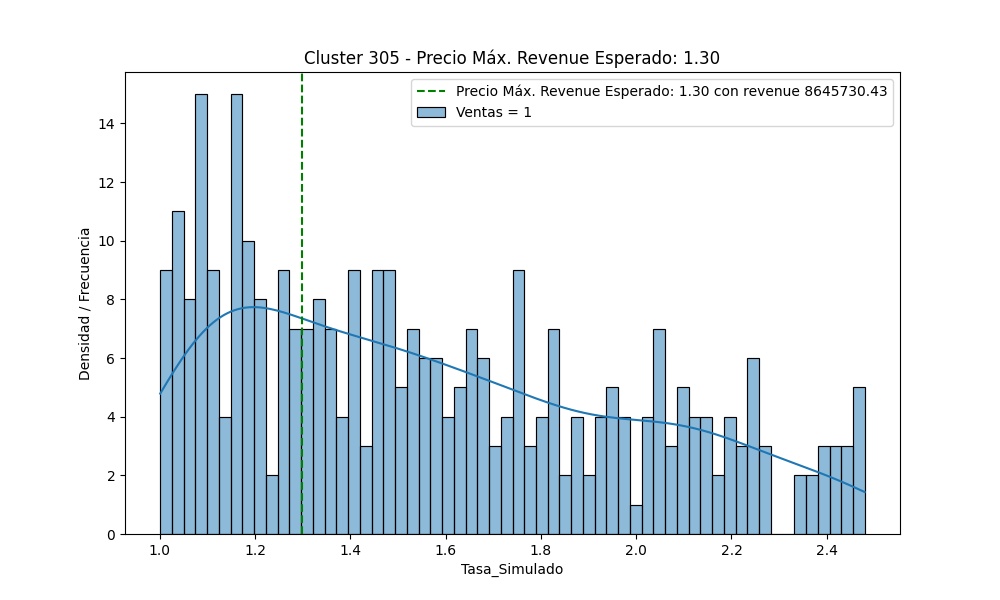 Cluster 305 - Precio Máx. Revenue Esperado: 1.30
Precio Máx. Revenue Esperado: 1.30 con revenue 8645730.43
Ventas = 1
Densidad / Frecuencia
14
12
10
8
6
4
2
0
1.0 1.2 1.4 1.6 1.8 2.0 2.2 2.4
Tasa_Simulado